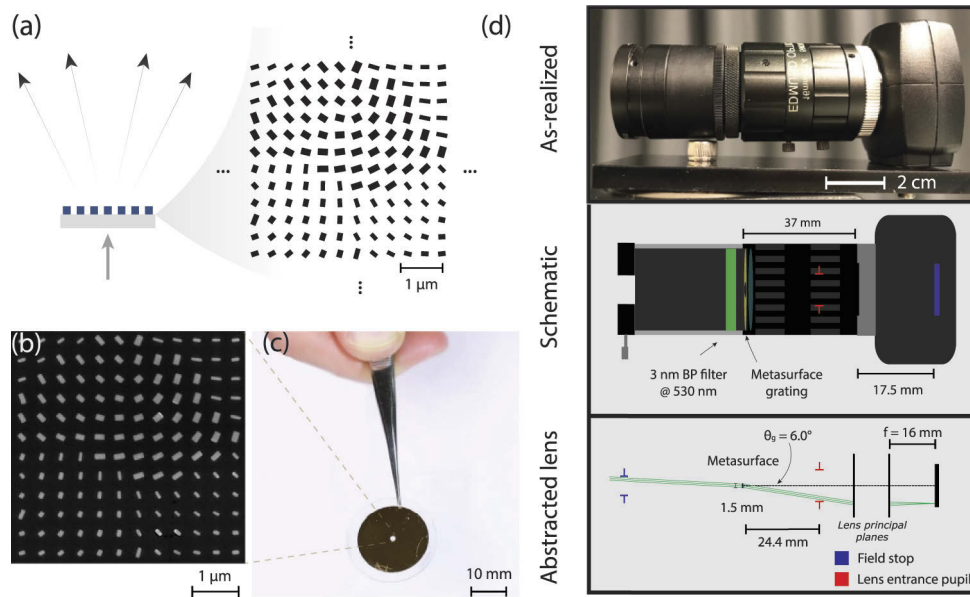 (a)
1 μm
(b)
1 μm
(c)
10 mm
(d)
As-realized
EDMUND
2 cm
Schematic
37 mm
3 nm BP filter
@ 530 nm
Metasurface
grating
17.5 mm
Abstracted lens
θg = 6.0°
f = 16 mm
Metasurface
1.5 mm
Lens principal
planes
24.4 mm
Field stop
Lens entrance pupil